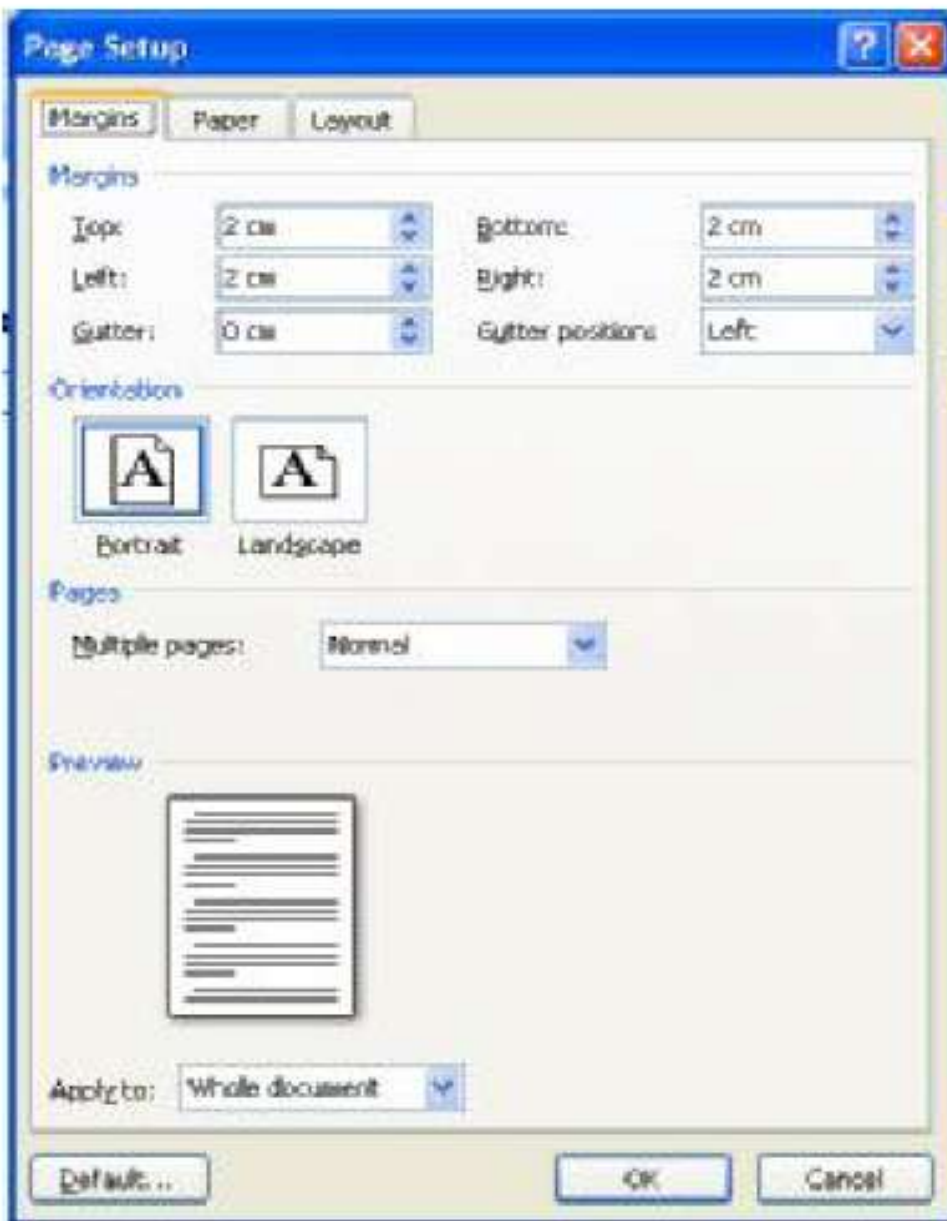 Page Setup
Margins Paper Layout
Margins
Top: 2 cm Bottom: 2 cm
Left: 2 cm Right: 2 cm
Gutter: 0 cm Gutter position: Left
Orientation
A A
Portrait Landscape
Pages
Multiple pages: Normal
Preview
Apply to: Whole document
Default... OK Cancel